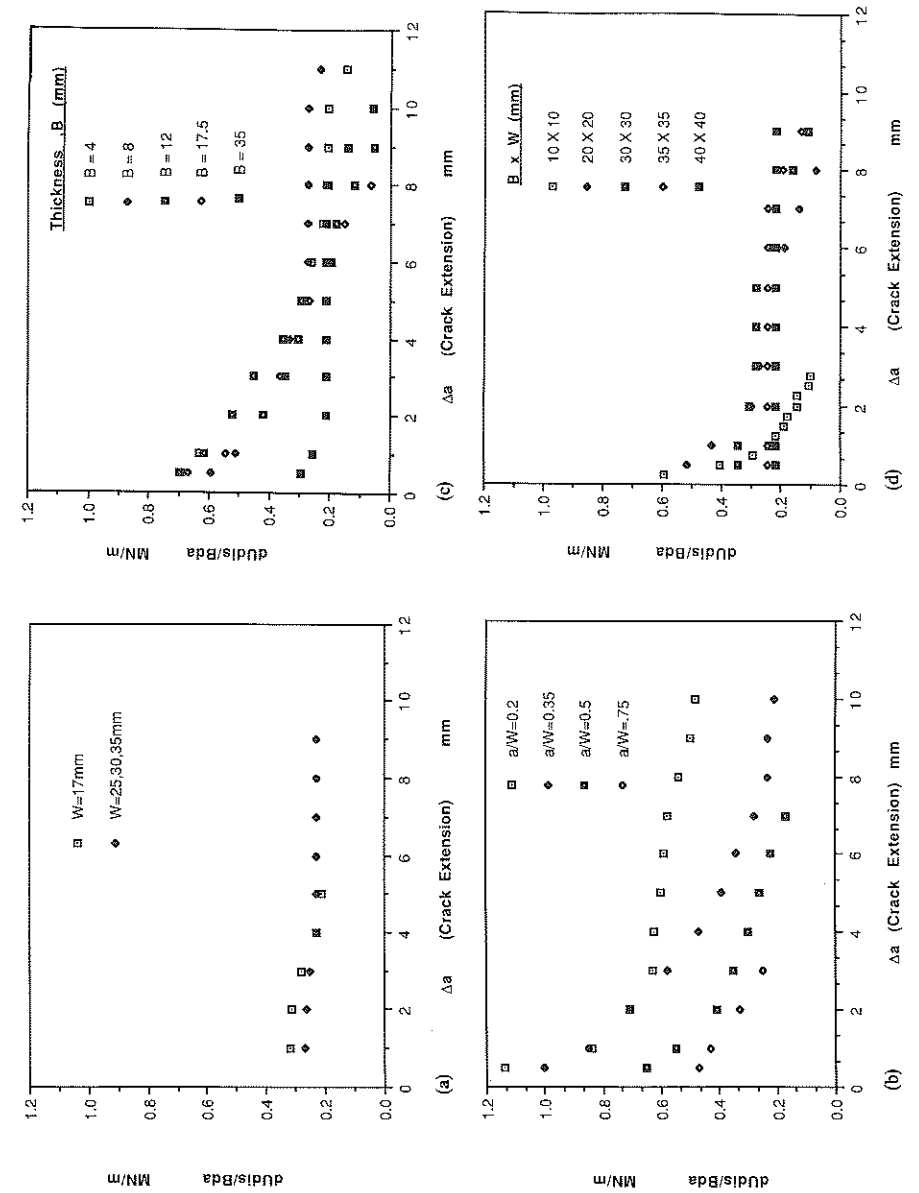 1.2
1.0
0.8
0.6
0.4
0.2
0.0
dUdis/Bda MN/m
W=17mm
W=25,30,35mm
0 2 4 6 8 10 12
(a) Δa (Crack Extension) mm
1.2
1.0
0.8
0.6
0.4
0.2
0.0
dUdis/Bda MN/m
a/W=0.2
a/W=0.35
a/W=0.5
a/W=.75
0 2 4 6 8 10 12
(b) Δa (Crack Extension) mm
1.2
1.0
0.8
0.6
0.4
0.2
0.0
dUdis/Bda MN/m
Thickness ,B (mm)
B = 4
B = 8
B = 12
B = 17.5
B = 35
0 2 4 6 8 10 12
(c) Δa (Crack Extension) mm
1.2
1.0
0.8
0.6
0.4
0.2
0.0
dUdis/Bda MN/m
B x W (mm)
10 X 10
20 X 20
30 X 30
35 X 35
40 X 40
0 2 4 6 8 10 12
(d) Δa (Crack Extension) mm